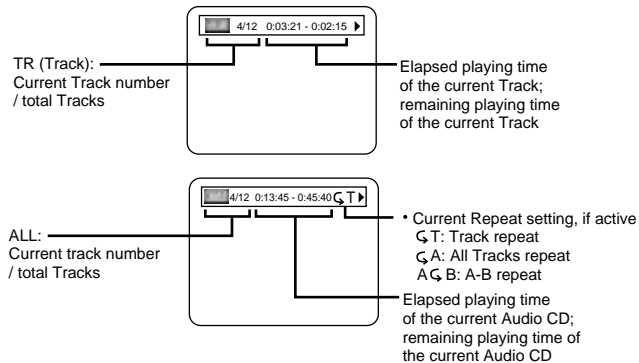 4/12 0:03:21 - 0:02:15
TR (Track):
Current Track number
/ total Tracks
Elapsed playing time
of the current Track;
remaining playing time
of the current Track
4/12 0:13:45 - 0:45:40 T
ALL:
Current track number
/ total Tracks
• Current Repeat setting, if active
T: Track repeat
A: All Tracks repeat
A B: A-B repeat
Elapsed playing time
of the current Audio CD;
remaining playing time of
the current Audio CD